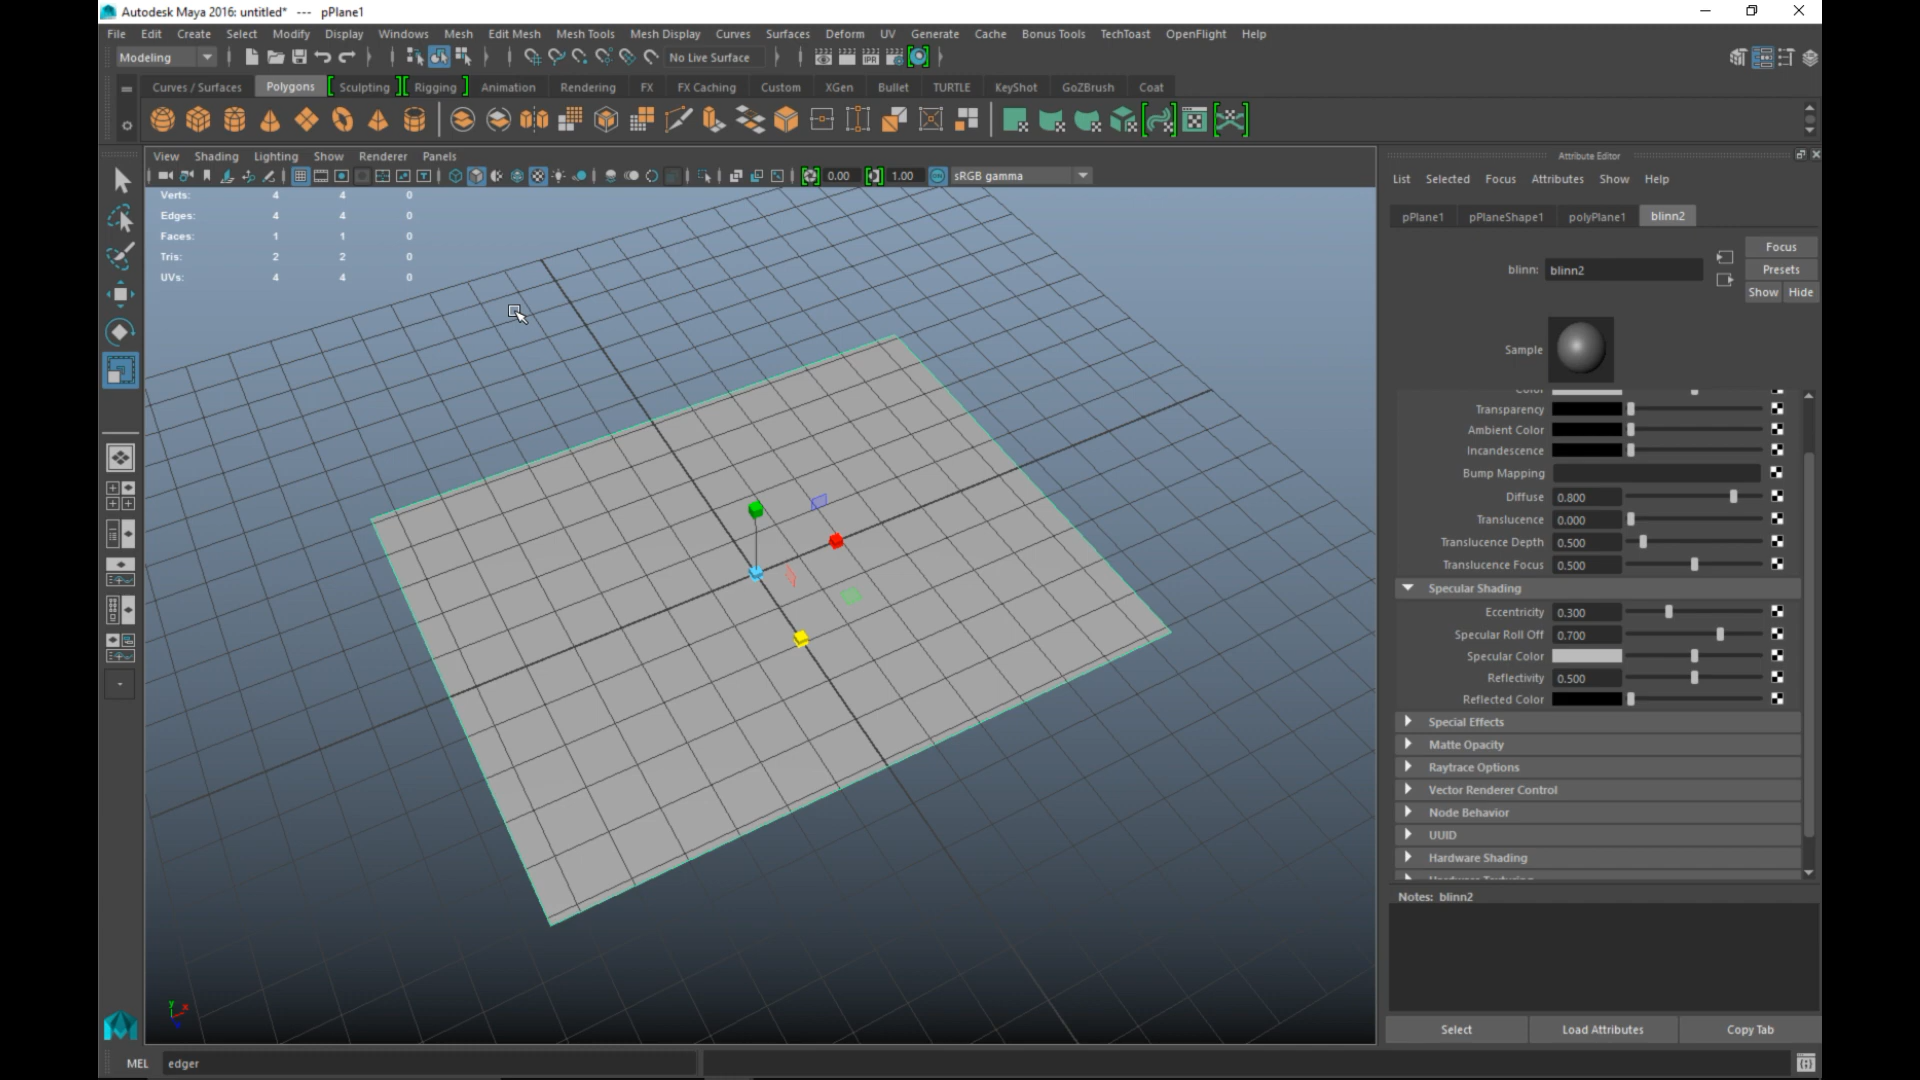 Autodesk Maya 2016: untitled* --- pPlane1
File Edit Create Select Modify Display Windows Mesh Edit Mesh Mesh Tools Mesh Display Curves Surfaces Deform UV Generate Cache Bonus Tools TechToast OpenFlight Help
Modeling No Live Surface
Curves / Surfaces Polygons Sculpting Rigging Animation Rendering FX FX Caching Custom XGen Bullet TURTLE KeyShot GoZBrush Coat
View Shading Lighting Show Renderer Panels
0.00 1.00 sRGB gamma
Verts: 4 4 0
Edges: 4 4 0
Faces: 1 1 0
Tris: 2 2 0
UVs: 4 4 0
Attribute Editor
List Selected Focus Attributes Show Help
pPlane1 pPlaneShape1 polyPlane1 blinn2
Focus
blinn: blinn2
Presets
Show Hide
Sample
Color
Transparency
Ambient Color
Incandescence
Bump Mapping
Diffuse 0.800
Translucence 0.000
Translucence Depth 0.500
Translucence Focus 0.500
Specular Shading
Eccentricity 0.300
Specular Roll Off 0.700
Specular Color
Reflectivity 0.500
Reflected Color
Special Effects
Matte Opacity
Raytrace Options
Vector Renderer Control
Node Behavior
UUID
Hardware Shading
Hardware Texturing
Notes: blinn2
Select Load Attributes Copy Tab
MEL edger